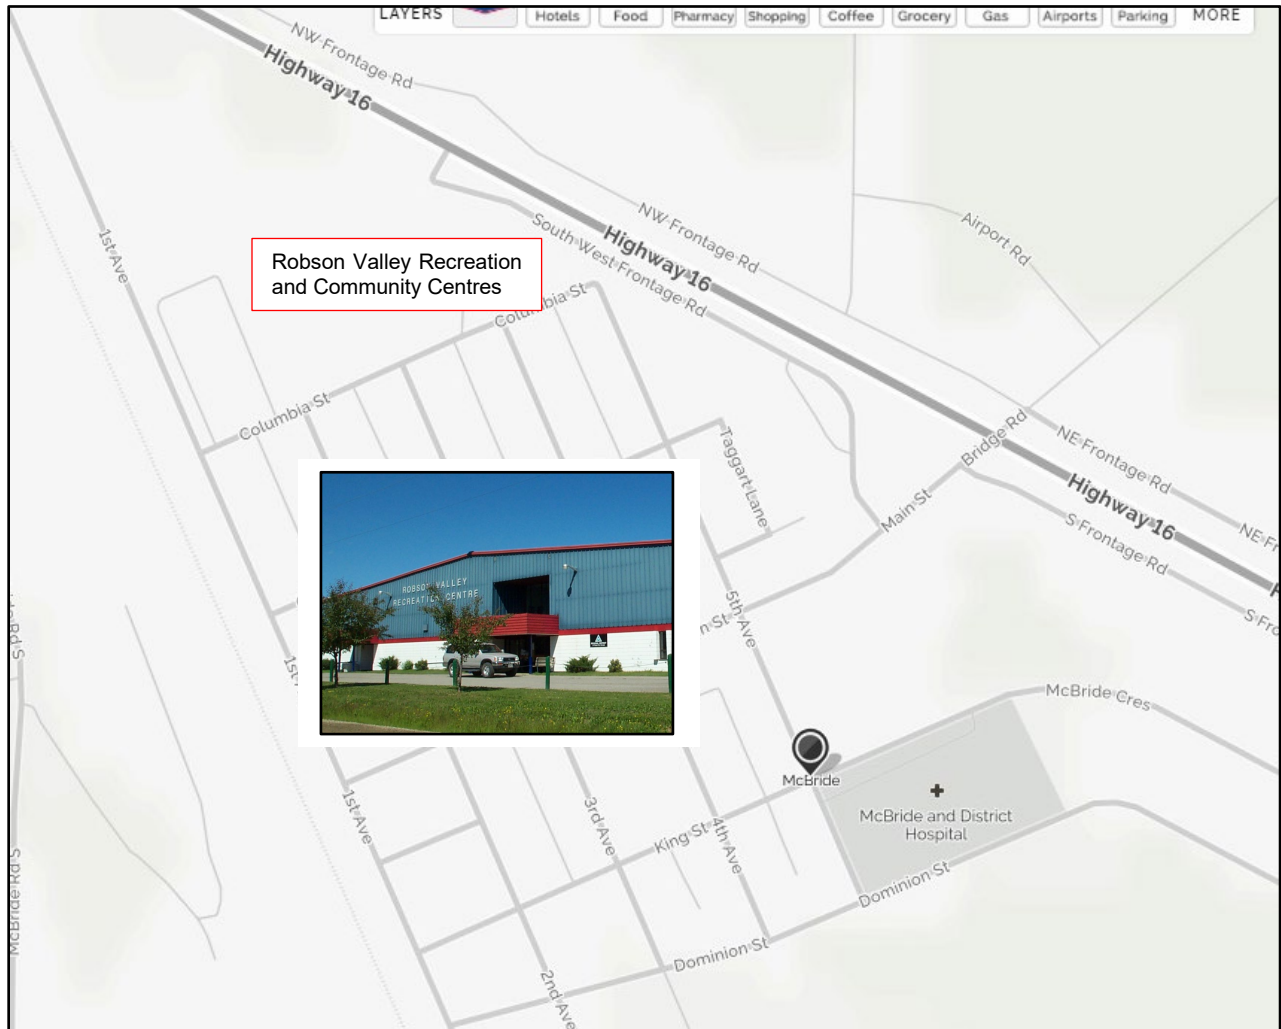 LAYERS
Hotels
Food
Pharmacy
Shopping
Coffee
Grocery
Gas
Airports
Parking
MORE
NW Frontage Rd
Highway 16
NW Frontage Rd
Airport Rd
South West Frontage Rd
Highway 16
1st Ave
Robson Valley Recreation
and Community Centres
Columbia St
Columbia St
Taggart Lane
Bridge Rd
NE Frontage Rd
Main St
Highway 16
S Frontage Rd
ROBSON VALLEY
RECREATION CENTRE
5th Ave
McBride Cres
McBride
McBride and District
Hospital
1st Ave
3rd Ave
King St
4th Ave
Dominion St
McBride Rd S
Dominion St
2nd Ave